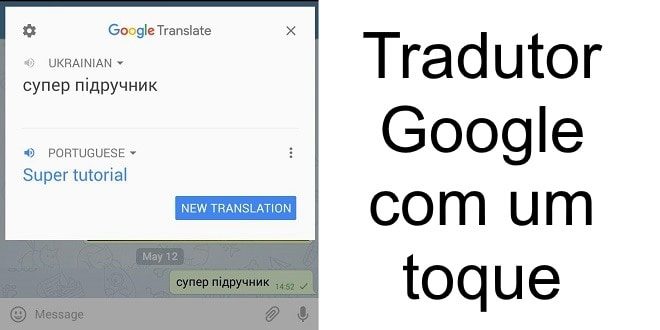 Google Translate
UKRAINIAN
супер підручник
PORTUGUESE
Super tutorial
NEW TRANSLATION
May 12
супер підручник 14:52
Message
Tradutor
Google
com um
toque